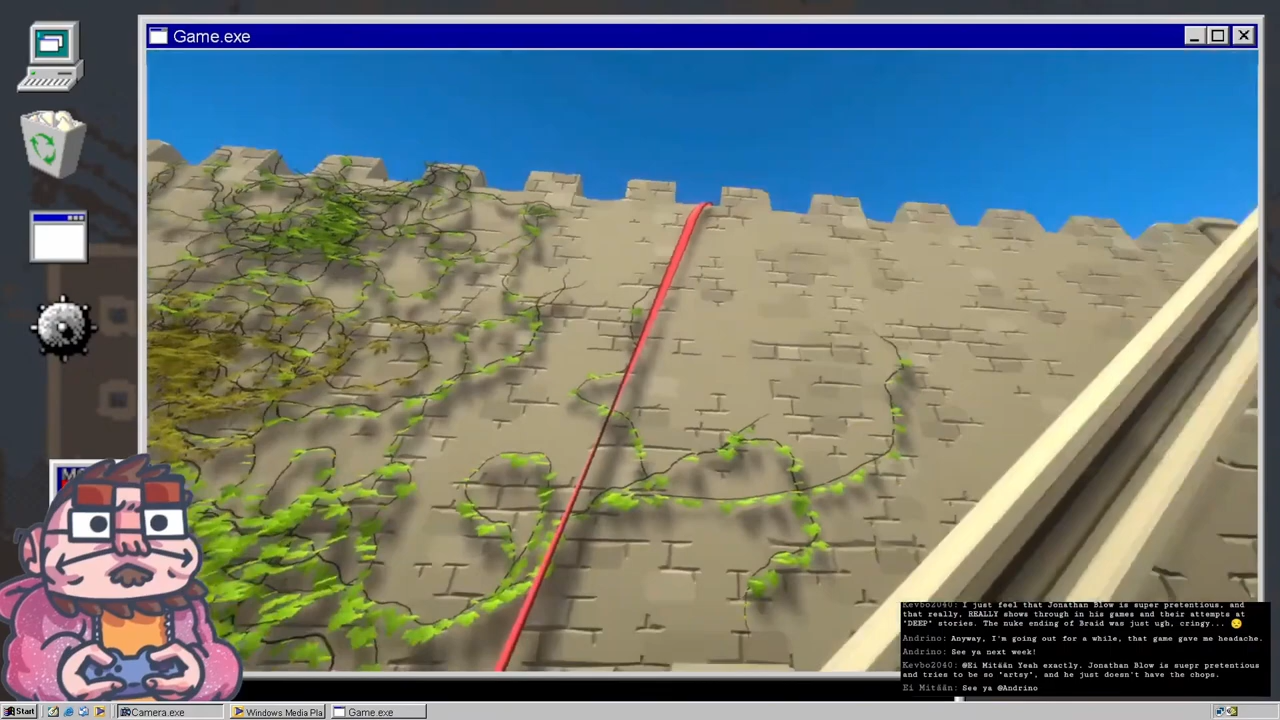 Game.exe
Kevbo2040: I just feel that Jonathan Blow is super pretentious, and
that really, REALLY shows through in his games and their attempts at
"DEEP" stories. The nuke ending of Braid was just ugh, cringy...
Andrino: Anyway, I'm going out for a while, that game gave me headache.
Andrino: See ya next week!
Kevbo2040: @Ei Mitään Yeah exactly. Jonathan Blow is suepr pretentious
and tries to be so "artsy", and he just doesn't have the chops.
Ei Mitään: See ya @Andrino
Start
Camera.exe
Windows Media Pla
Game.exe